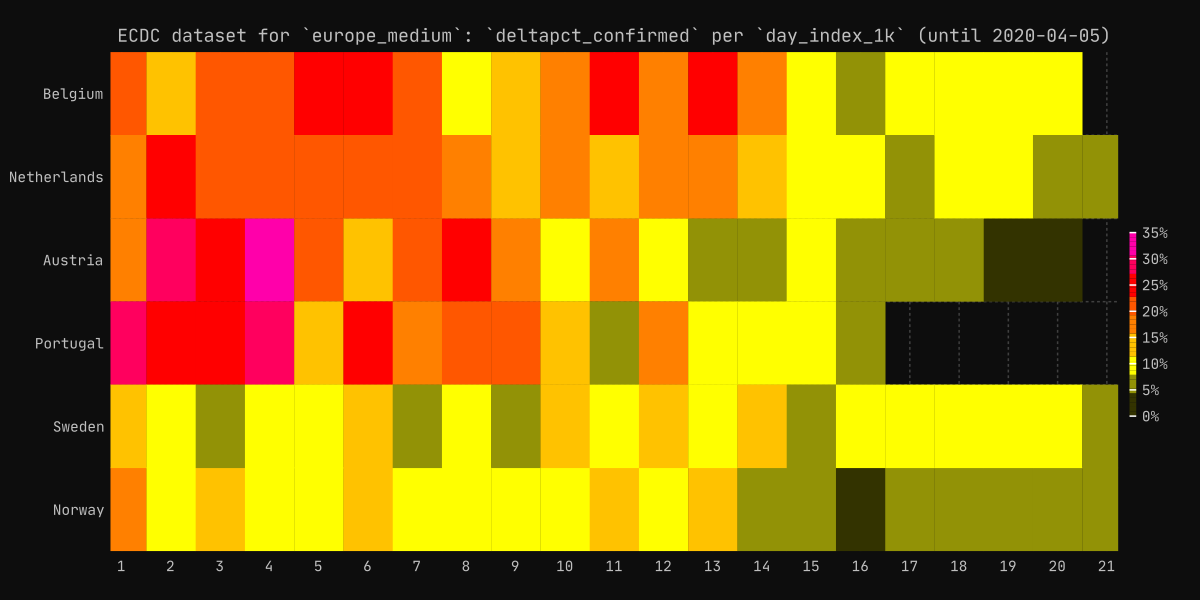 ECDC dataset for `europe_medium`: `deltapct_confirmed` per `day_index_1k` (until 2020-04-05)
Belgium
Netherlands
Austria
Portugal
Sweden
Norway
35%
30%
25%
20%
15%
10%
5%
0%
1 2 3 4 5 6 7 8 9 10 11 12 13 14 15 16 17 18 19 20 21